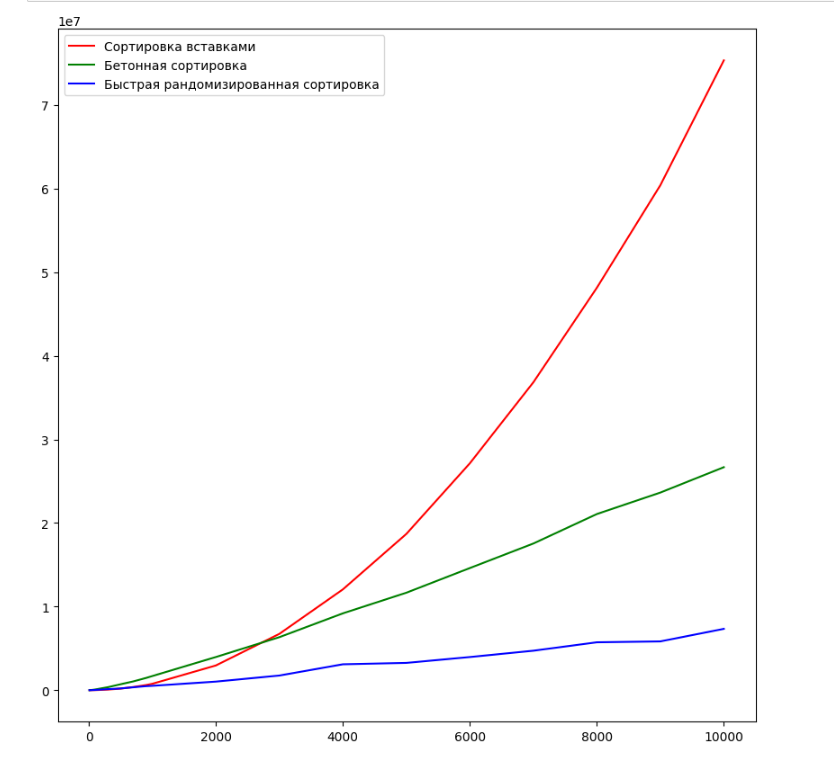 1e7
Сортировка вставками
Бетонная сортировка
Быстрая рандомизированная сортировка
7
6
5
4
3
2
1
0
0 2000 4000 6000 8000 10000